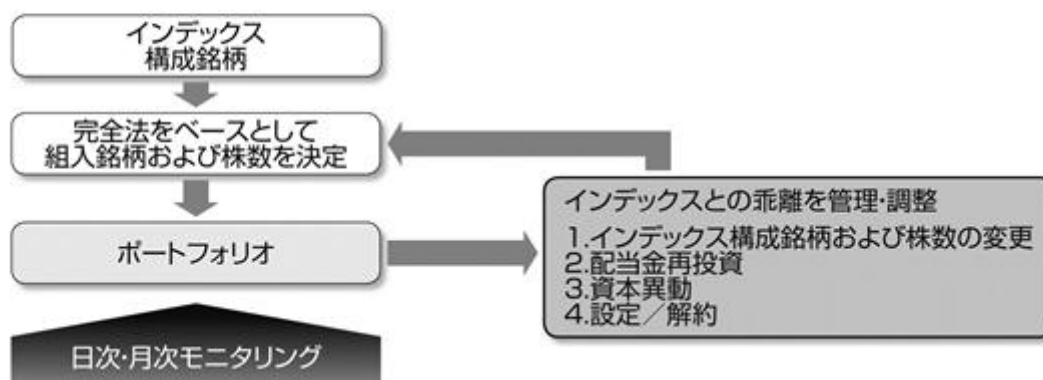 インデックス
構成銘柄
完全法をベースとして
組入銘柄および株数を決定
ポートフォリオ
日次・月次モニタリング
インデックスとの乖離を管理・調整
1.インデックス構成銘柄および株数の変更
2.配当金再投資
3.資本異動
4.設定／解約